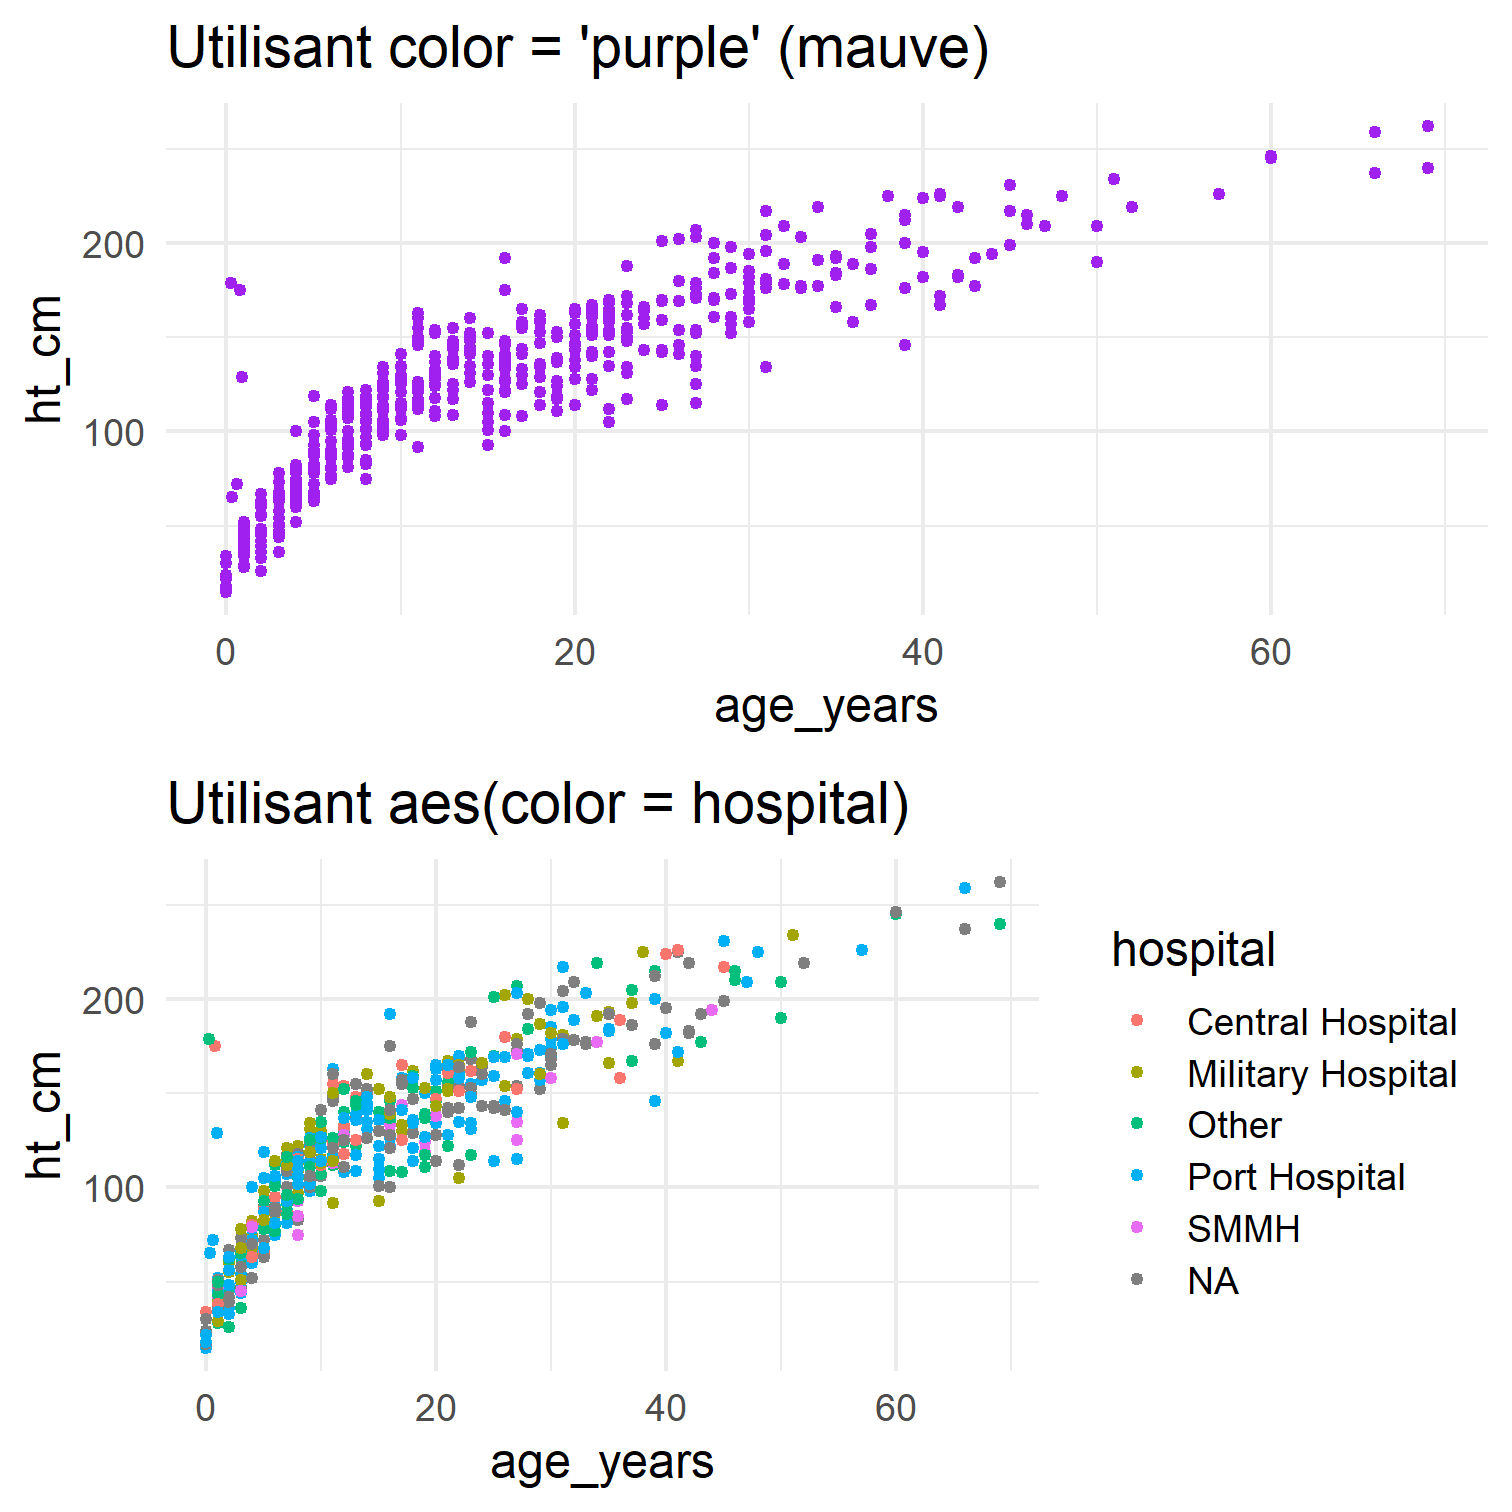 Utilisant color = 'purple' (mauve)
ht_cm
200
100
0 20 40 60
age_years
Utilisant aes(color = hospital)
ht_cm
200
100
0 20 40 60
age_years
hospital
Central Hospital
Military Hospital
Other
Port Hospital
SMMH
NA